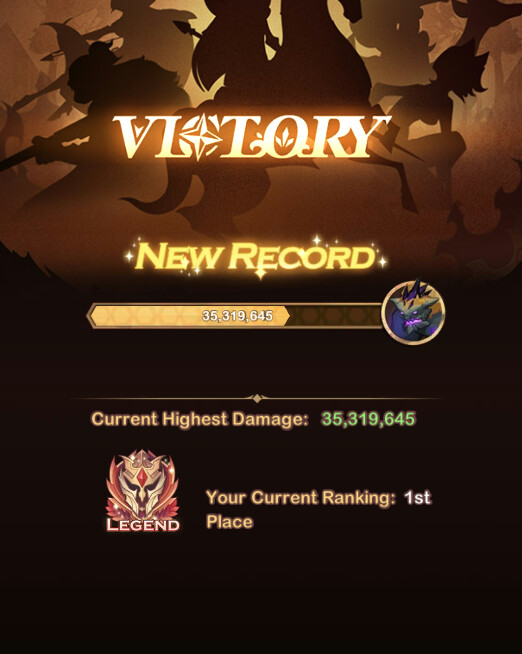 VICTORY
NEW RECORD
35,319,645
Current Highest Damage: 35,319,645
LEGEND
Your Current Ranking: 1st
Place